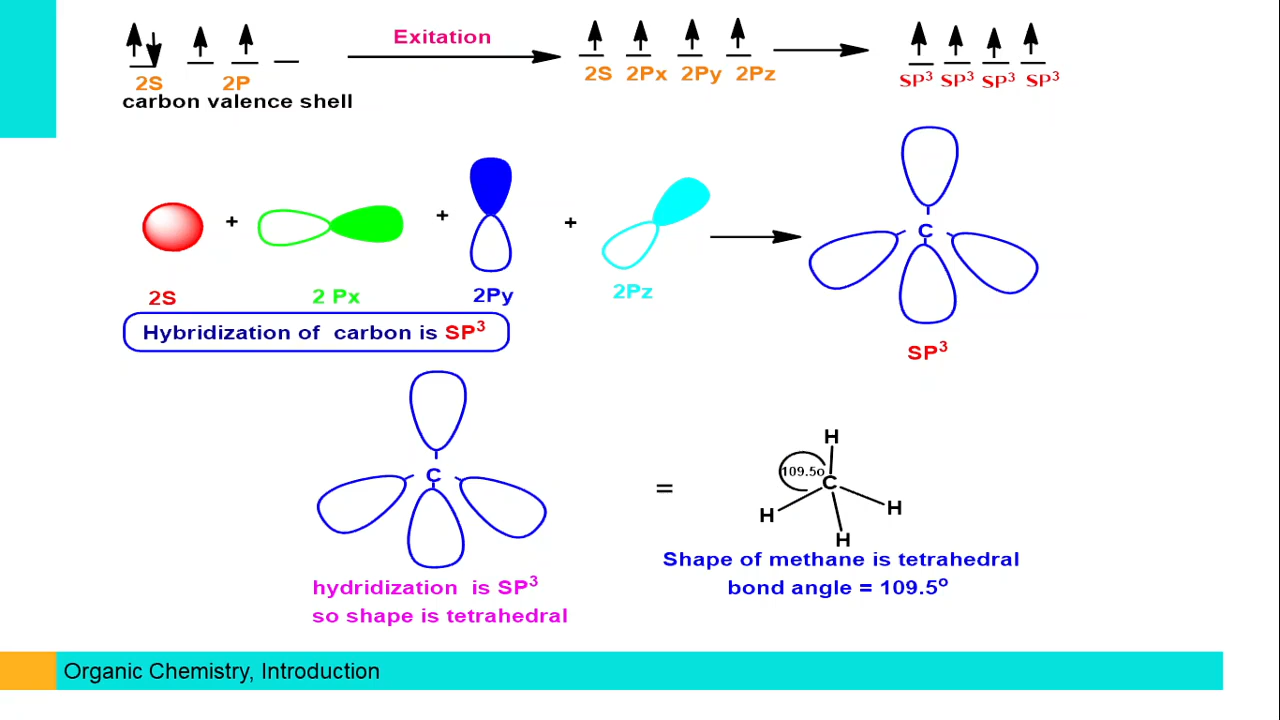 Exitation
2S 2P
carbon valence shell
2S 2Px 2Py 2Pz
SP³ SP³ SP³ SP³
+ + +
2S 2 Px 2Py 2Pz
C
SP³
Hybridization of carbon is SP³
C
hydridization is SP³
so shape is tetrahedral
=
H
109.5o
C
H H
H
Shape of methane is tetrahedral
bond angle = 109.5º
Organic Chemistry, Introduction